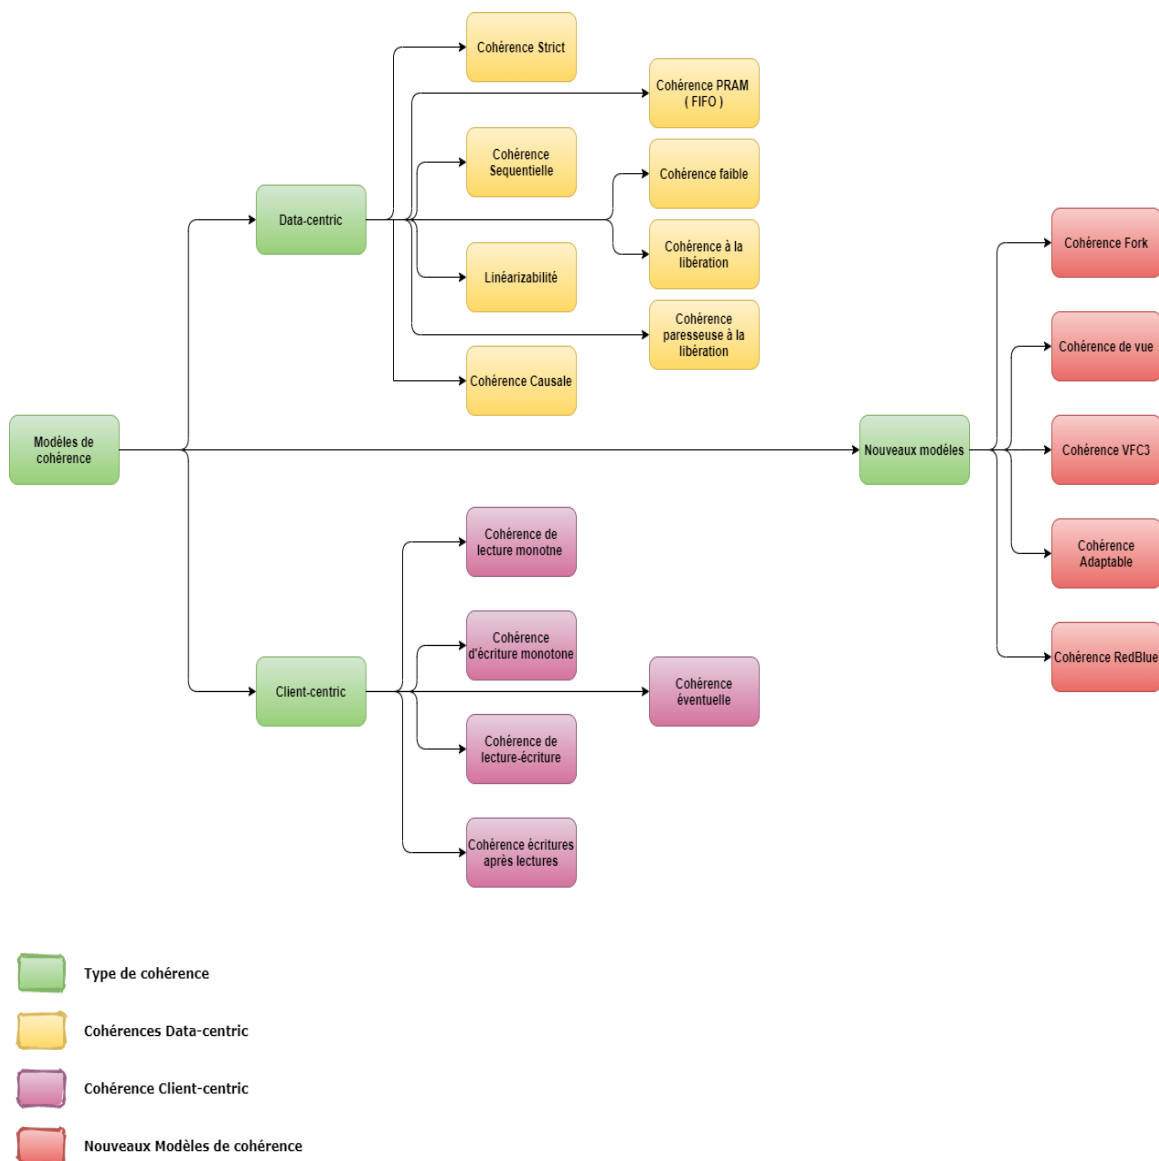 Cohérence Strict
Cohérence PRAM
( FIFO )
Cohérence
Sequentielle
Cohérence faible
Data-centric
Cohérence à la
libération
Linéarizabilité
Cohérence
paresseuse à la
libération
Cohérence Causale
Modèles de
cohérence
Nouveaux modèles
Cohérence Fork
Cohérence de vue
Cohérence VFC3
Cohérence
Adaptable
Cohérence RedBlue
Cohérence de
lecture monotne
Cohérence
d'écriture monotone
Client-centric
Cohérence
éventuelle
Cohérence de
lecture-écriture
Cohérence écritures
après lectures
Type de cohérence
Cohérences Data-centric
Cohérence Client-centric
Nouveaux Modèles de cohérence